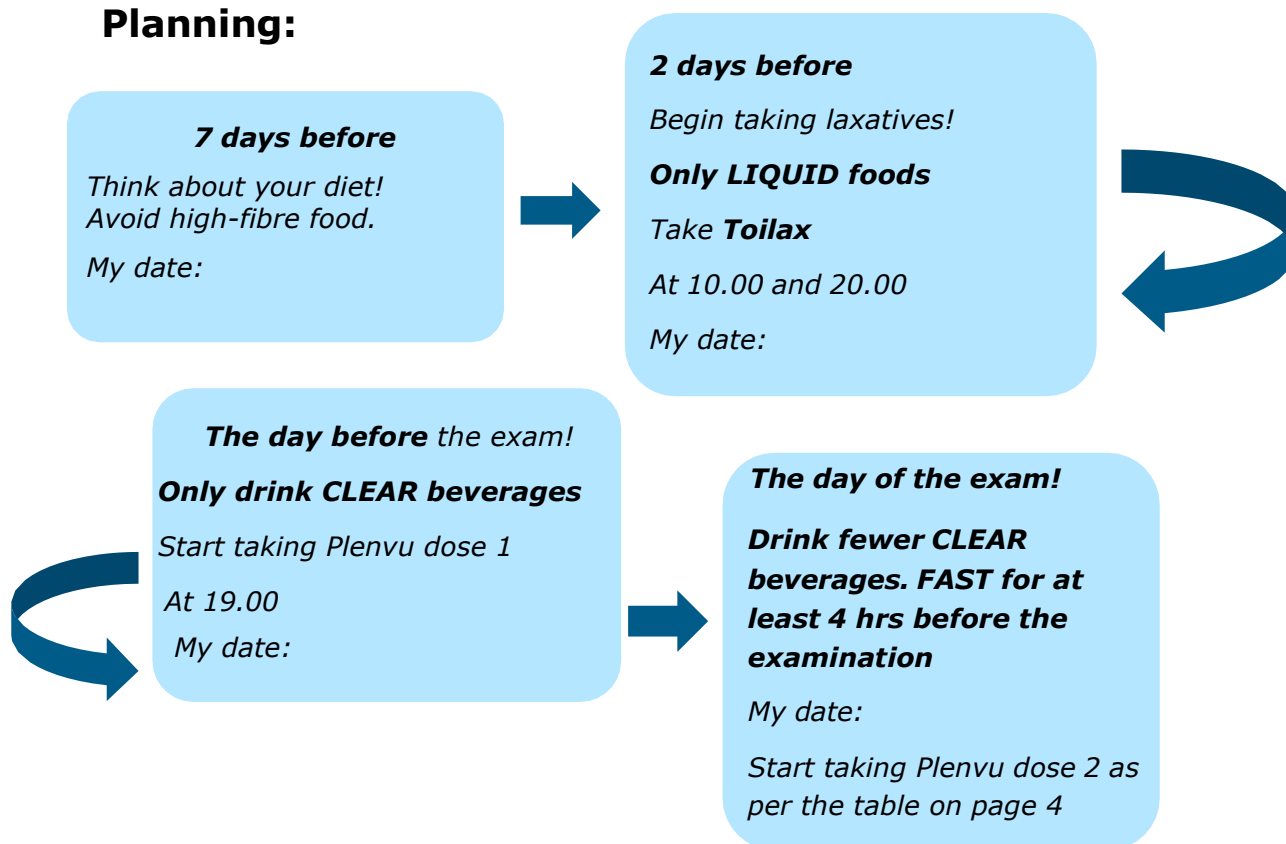 Planning:
7 days before
Think about your diet!
Avoid high-fibre food.
My date:
2 days before
Begin taking laxatives!
Only LIQUID foods
Take Toilax
At 10.00 and 20.00
My date:
The day before the exam!
Only drink CLEAR beverages
Start taking Plenvu dose 1
At 19.00
My date:
The day of the exam!
Drink fewer CLEAR
beverages. FAST for at
least 4 hrs before the
examination
My date:
Start taking Plenvu dose 2 as
per the table on page 4